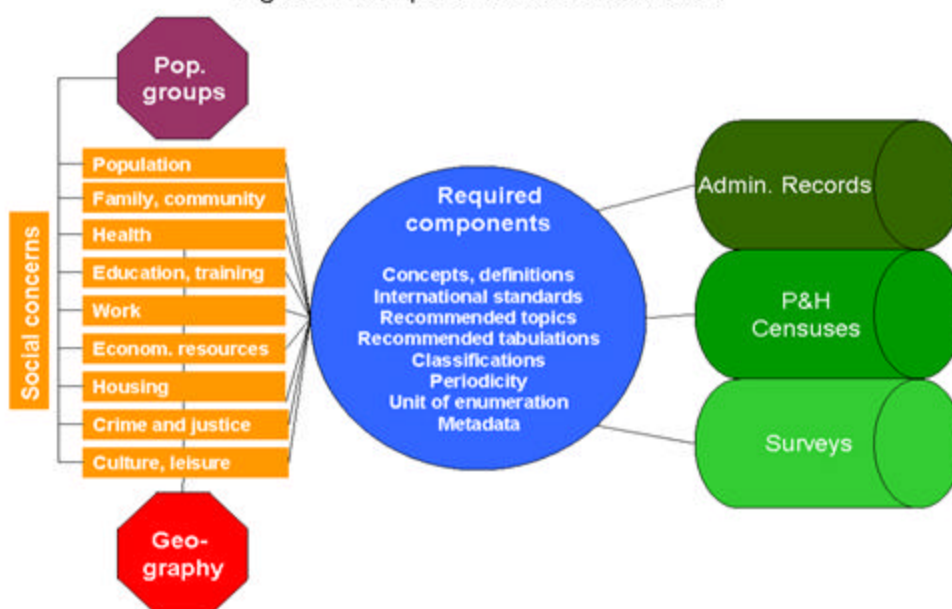 Pop.
groups
Social concerns
Population
Family, community
Health
Education, training
Work
Econom. resources
Housing
Crime and justice
Culture, leisure
Geo-
graphy
Required
components
Concepts, definitions
International standards
Recommended topics
Recommended tabulations
Classifications
Periodicity
Unit of enumeration
Metadata
Admin. Records
P&H
Censuses
Surveys